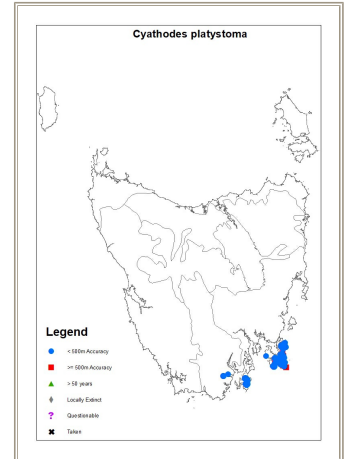 Cyathodes platystoma
Legend
< 500m Accuracy
>= 500m Accuracy
> 50 years
Locally Extinct
Questionable
Taken